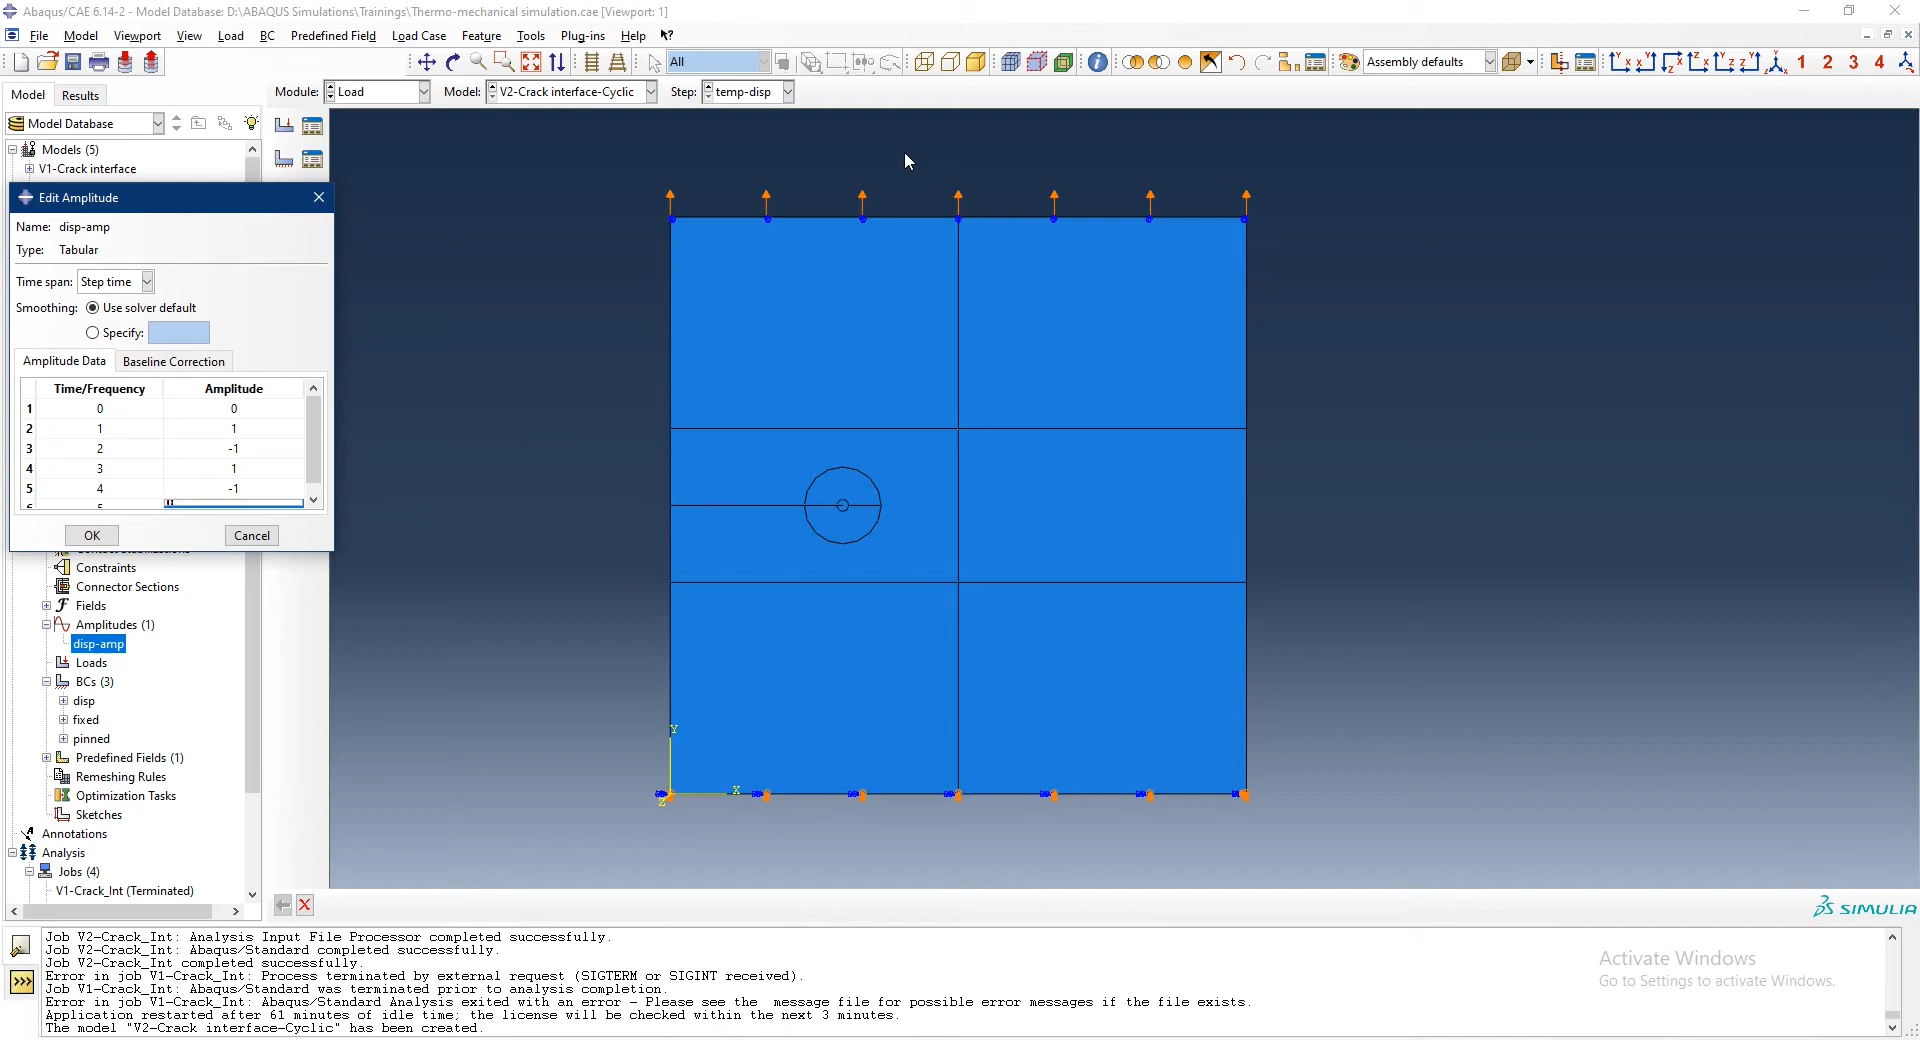 Abaqus/CAE 6.14-2 - Model Database: D:\ABAQUS Simulations\Trainings\Thermo-mechanical simulation.cae [Viewport: 1]
File Model Viewport View Load BC Predefined Field Load Case Feature Tools Plug-ins Help
All
Assembly defaults
1 2 3 4
Model Results
Module: Load Model: V2-Crack interface-Cyclic Step: temp-disp
Model Database
Models (5)
V1-Crack interface
Edit Amplitude
Name: disp-amp
Type: Tabular
Time span: Step time
Smoothing: Use solver default
Specify:
Amplitude Data Baseline Correction
Time/Frequency Amplitude
1 0 0
2 1 1
3 2 -1
4 3 1
5 4 -1
OK Cancel
Constraints
Connector Sections
Fields
Amplitudes (1)
disp-amp
Loads
BCs (3)
disp
fixed
pinned
Predefined Fields (1)
Remeshing Rules
Optimization Tasks
Sketches
Annotations
Analysis
Jobs (4)
V1-Crack_Int (Terminated)
Y
X
Z
SIMULIA
Job V2-Crack_Int: Analysis Input File Processor completed successfully.
Job V2-Crack_Int: Abaqus/Standard completed successfully.
Job V2-Crack_Int completed successfully.
Error in job V1-Crack_Int: Process terminated by external request (SIGTERM or SIGINT received).
Job V1-Crack_Int: Abaqus/Standard was terminated prior to analysis completion.
Error in job V1-Crack_Int: Abaqus/Standard Analysis exited with an error - Please see the message file for possible error messages if the file exists.
Application restarted after 61 minutes of idle time; the license will be checked within the next 3 minutes.
The model "V2-Crack interface-Cyclic" has been created.
Activate Windows
Go to Settings to activate Windows.